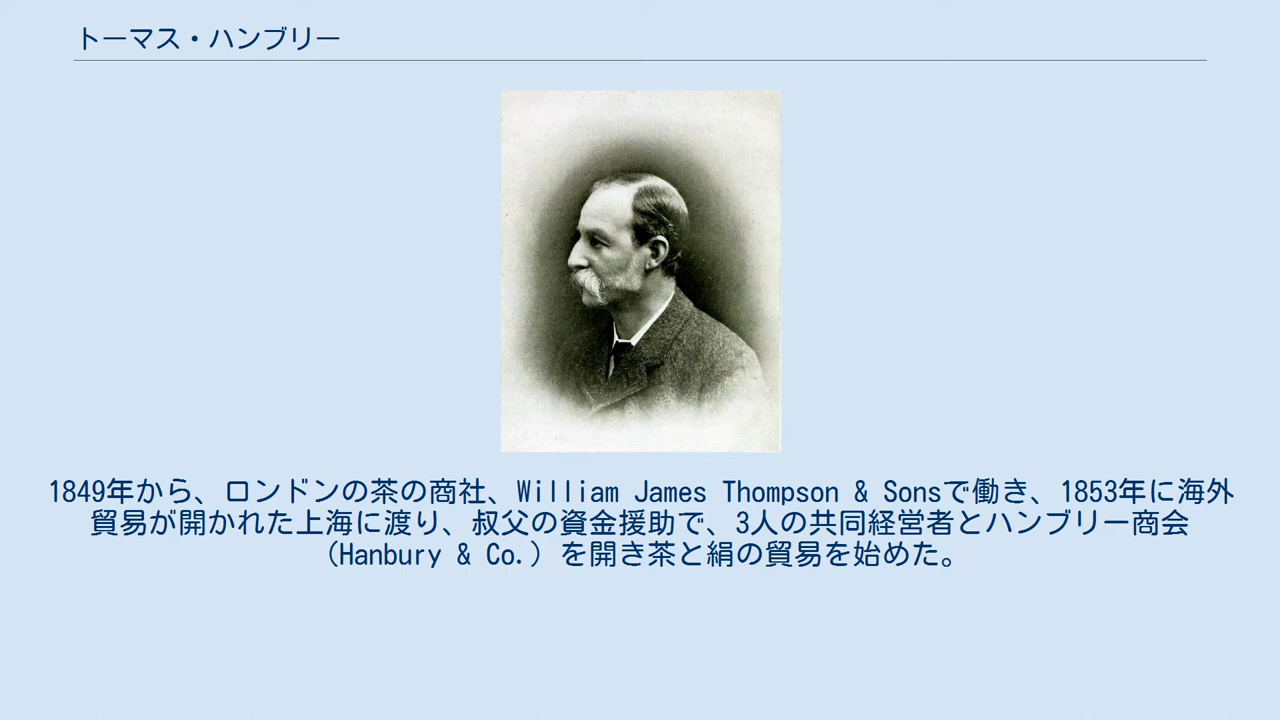 トーマス・ハンブリー
1849年から、ロンドンの茶の商社、William James Thompson & Sonsで働き、1853年に海外
貿易が開かれた上海に渡り、叔父の資金援助で、3人の共同経営者とハンブリー商会
（Hanbury & Co.）を開き茶と絹の貿易を始めた。